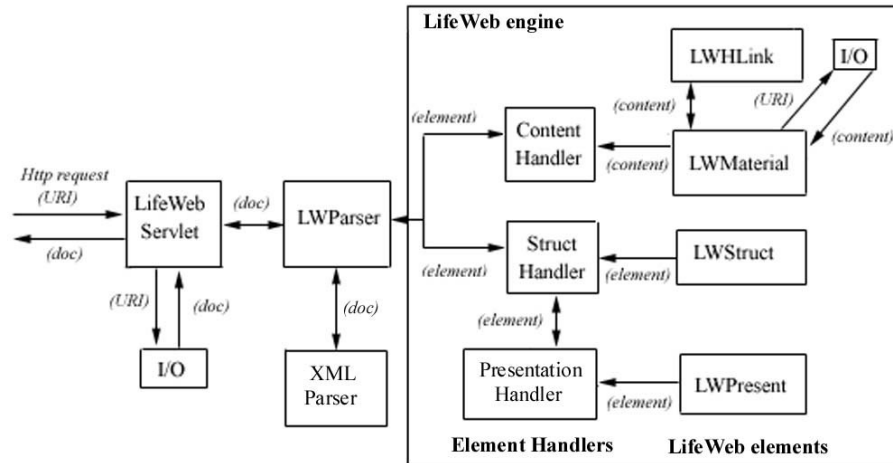 LifeWeb engine
LWHLink
I/O
(content)
(URI)
(element)
Content
Handler
(content)
LWMaterial
(content)
Http request
(URI)
(doc)
LifeWeb
Servlet
(doc)
LWParser
Struct
Handler
(element)
(element)
LWStruct
(URI)
(doc)
(doc)
(element)
I/O
XML
Parser
Presentation
Handler
(element)
LWPresent
Element Handlers
LifeWeb elements